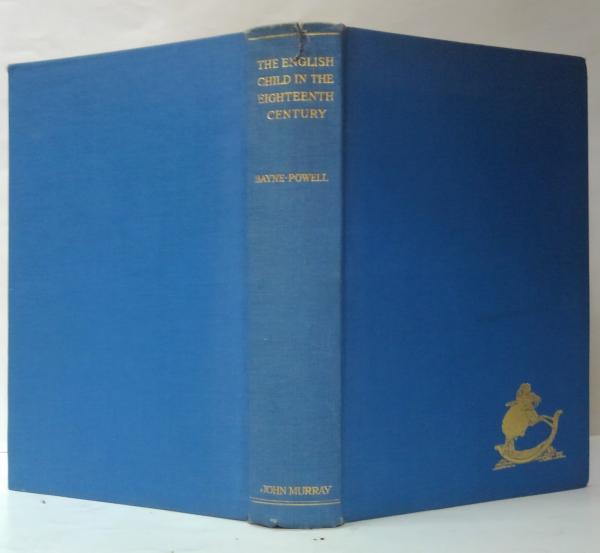 THE ENGLISH
CHILD IN THE
EIGHTEENTH
CENTURY
BAYNE-POWELL
JOHN MURRAY